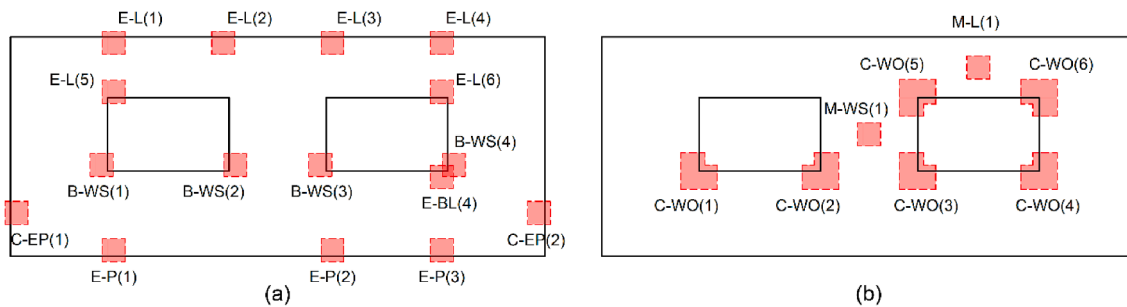 E-L(1) E-L(2) E-L(3) E-L(4)
E-L(5) E-L(6)
B-WS(4)
B-WS(1) B-WS(2) B-WS(3)
E-BL(4)
C-EP(1) C-EP(2)
E-P(1) E-P(2) E-P(3)
(a)
M-L(1)
C-WO(5) C-WO(6)
M-WS(1)
C-WO(1) C-WO(2) C-WO(3) C-WO(4)
(b)